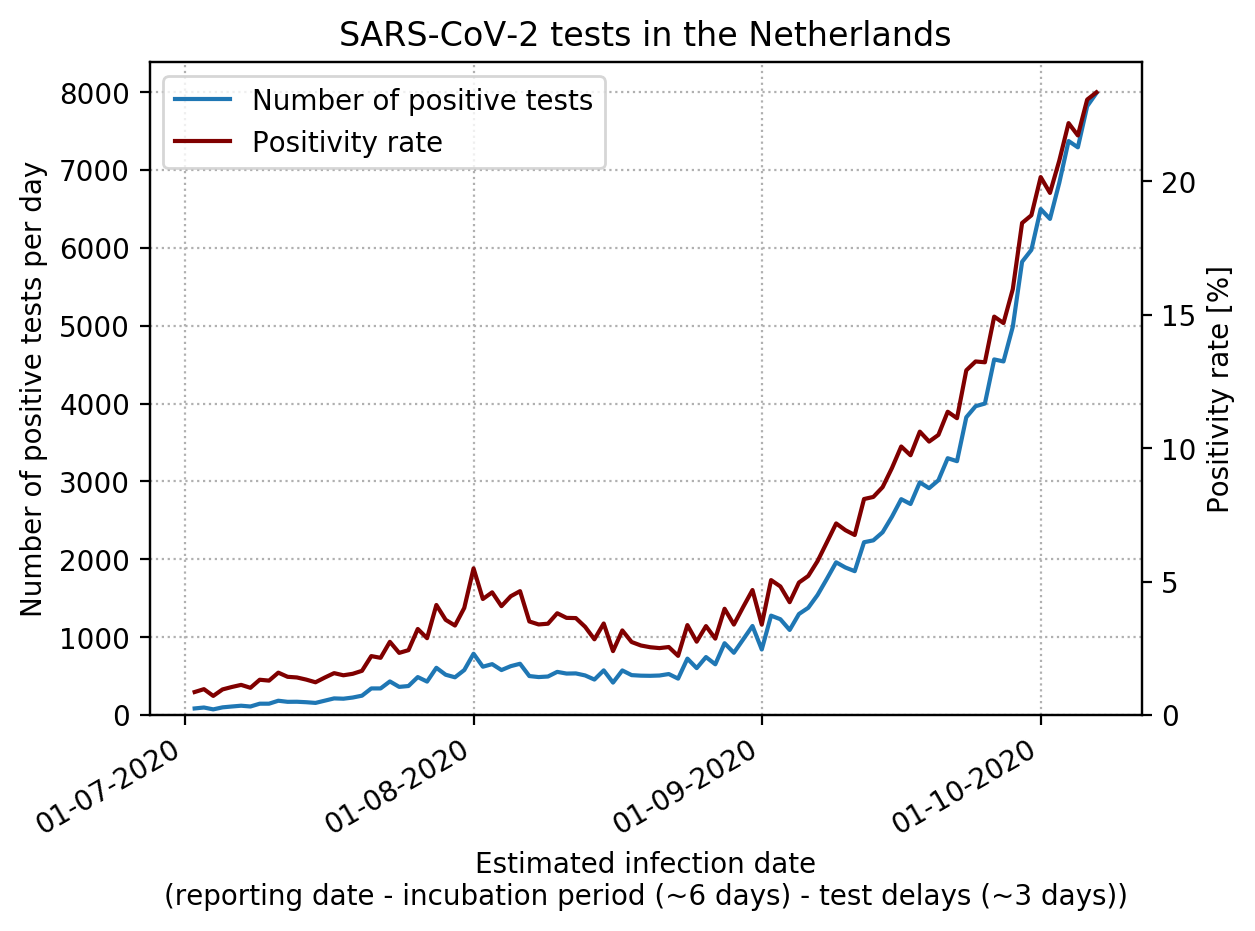 SARS-CoV-2 tests in the Netherlands
Number of positive tests
Positivity rate
8000
7000
6000
5000
4000
3000
2000
1000
0
Number of positive tests per day
20
15
10
5
0
Positivity rate [%]
01-07-2020
01-08-2020
01-09-2020
01-10-2020
Estimated infection date
(reporting date - incubation period (~6 days) - test delays (~3 days))